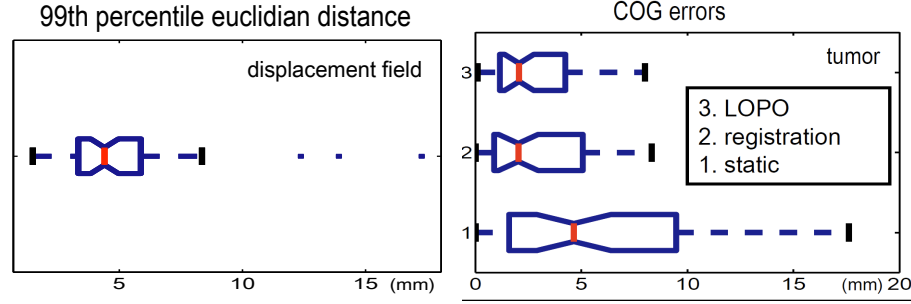 99th percentile euclidian distance
displacement field
5
10
15
(mm)
COG errors
tumor
3
2
1
3. LOPO
2. registration
1. static
0
5
10
(mm)
20